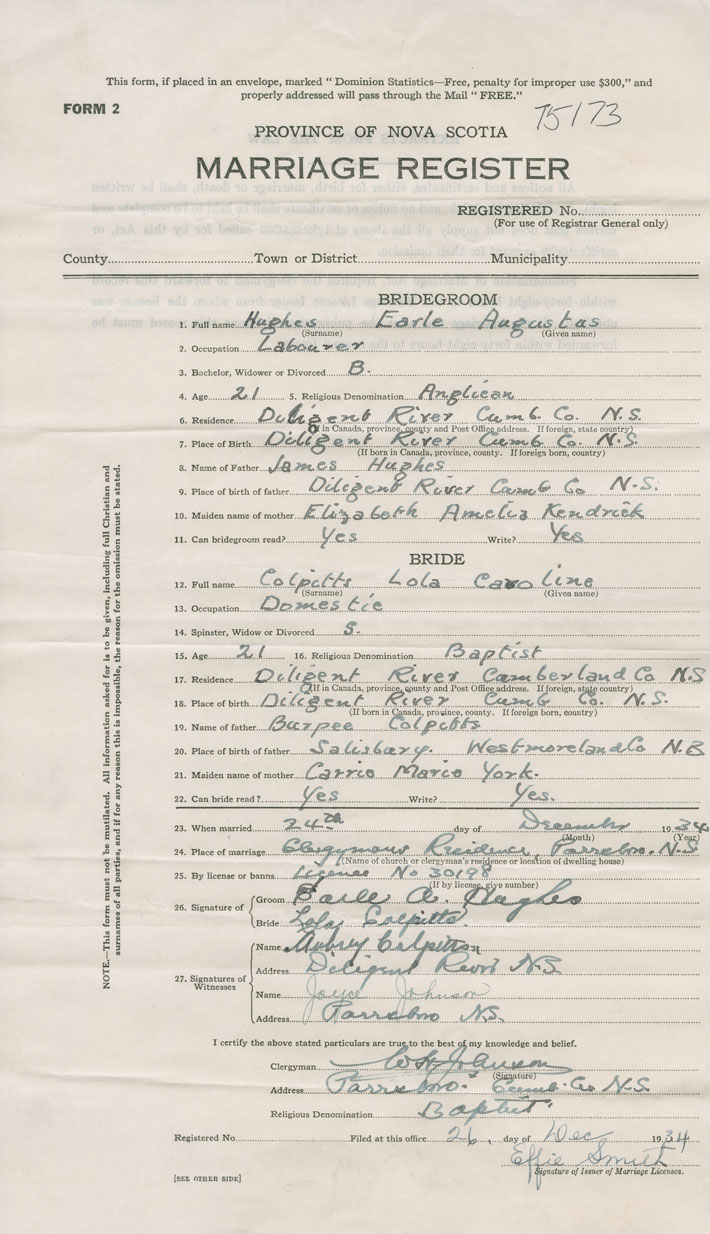 This form, if placed in an envelope, marked " Dominion Statistics—Free, penalty for improper use $300," and
properly addressed will pass through the Mail " FREE."
FORM 2
75173
PROVINCE OF NOVA SCOTIA
MARRIAGE REGISTER
REGISTERED No.
(For use of Registrar General only)
County Town or District Municipality
BRIDEGROOM
1. Full name Hughes Earle Augustas
(Surname) (Given name)
2. Occupation Labourer
3. Bachelor, Widower or Divorced B.
4. Age 21 5. Religious Denomination Anglican
6. Residence Diligent River Cumb. Co. N.S.
(If in Canada, province, county and Post Office address. If foreign, state country)
7. Place of Birth Diligent River Cumb Co. N.S.
(If born in Canada, province, county. If foreign born, country)
8. Name of Father James Hughes
9. Place of birth of father Diligent River Cumb Co N.S.
10. Maiden name of mother Elizabeth Amelia Kendrick
11. Can bridegroom read? Yes Write? Yes
BRIDE
12. Full name Colpitts Lola Caroline
(Surname) (Given name)
13. Occupation Domestic
14. Spinster, Widow or Divorced S.
15. Age 21 16. Religious Denomination Baptist
17. Residence Diligent River Cumberland Co N.S
(If in Canada, province, county and Post Office address. If foreign, state country)
18. Place of birth Diligent River Cumb Co. N.S.
(If born in Canada, province, county. If foreign born, country)
19. Name of father Burpee Colpitts
20. Place of birth of father Salisbury. Westmoreland Co N.B
21. Maiden name of mother Carrie Marie York.
22. Can bride read? Yes Write? Yes.
23. When married 24th day of December 1934
(Month) (Year)
24. Place of marriage Clergymans Residence, Parrsboro. N.S
(Name of church or clergyman's residence or location of dwelling house)
25. By license or banns License No 30198
(If by license, give number)
26. Signature of Groom Earle A. Hughes
Bride Lola Colpitts.
27. Signatures of Witnesses Name Aubrey Colpitts
Address Diligent River N.S.
Name Joyce Johnson
Address Parrsboro N.S.
I certify the above stated particulars are true to the best of my knowledge and belief.
Clergyman W H Johnson
(Signature)
Address Parrsboro. Cumb. Co N.S.
Religious Denomination Baptist.
Registered No. Filed at this office 26, day of Dec 1934
Effie Smith
Signature of Issuer of Marriage Licenses.
[SEE OTHER SIDE]
NOTE.—This form must not be mutilated. All information asked for is to be given, including full Christian and
surnames of all parties, and if for any reason this is impossible, the reason for the omission must be stated.